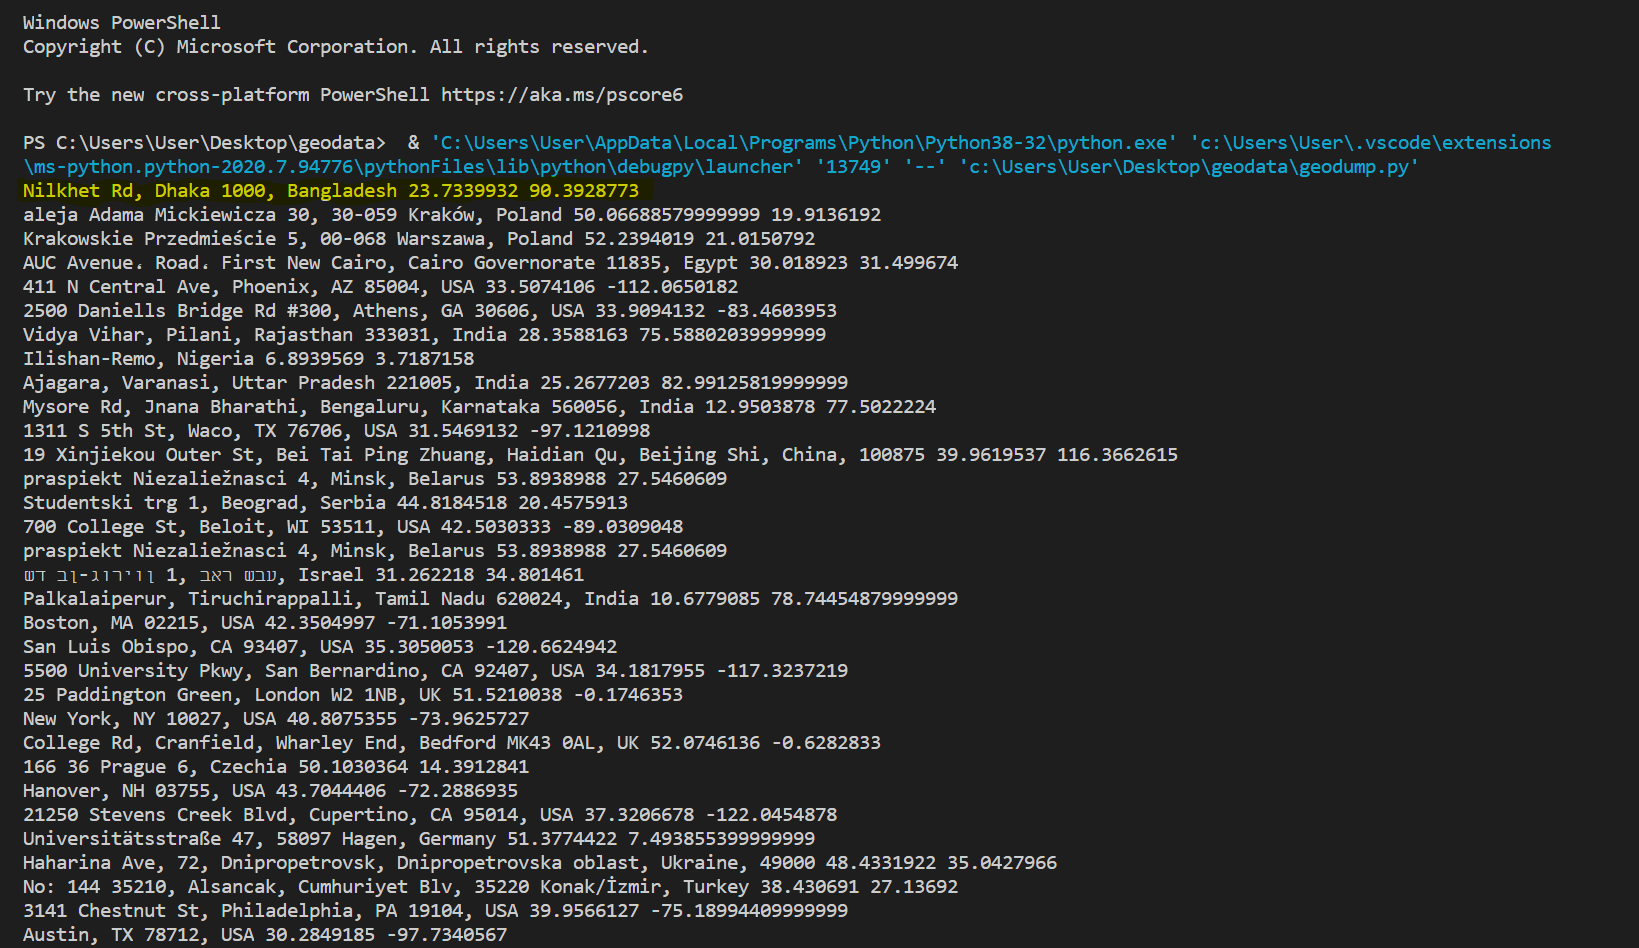 Windows PowerShell
Copyright (C) Microsoft Corporation. All rights reserved.
Try the new cross-platform PowerShell https://aka.ms/pscore6
PS C:\Users\User\Desktop\geodata>  & 'C:\Users\User\AppData\Local\Programs\Python\Python38-32\python.exe' 'c:\Users\User\.vscode\extensions
\ms-python.python-2020.7.94776\pythonFiles\lib\python\debugpy\launcher' '13749' '--' 'c:\Users\User\Desktop\geodata\geodump.py'
Nilkhet Rd, Dhaka 1000, Bangladesh 23.7339932 90.3928773
aleja Adama Mickiewicza 30, 30-059 Kraków, Poland 50.06688579999999 19.9136192
Krakowskie Przedmieście 5, 00-068 Warszawa, Poland 52.2394019 21.0150792
AUC Avenue، Road، First New Cairo, Cairo Governorate 11835, Egypt 30.018923 31.499674
411 N Central Ave, Phoenix, AZ 85004, USA 33.5074106 -112.0650182
2500 Daniells Bridge Rd #300, Athens, GA 30606, USA 33.9094132 -83.4603953
Vidya Vihar, Pilani, Rajasthan 333031, India 28.3588163 75.58802039999999
Ilishan-Remo, Nigeria 6.8939569 3.7187158
Ajagara, Varanasi, Uttar Pradesh 221005, India 25.2677203 82.99125819999999
Mysore Rd, Jnana Bharathi, Bengaluru, Karnataka 560056, India 12.9503878 77.5022224
1311 S 5th St, Waco, TX 76706, USA 31.5469132 -97.1210998
19 Xinjiekou Outer St, Bei Tai Ping Zhuang, Haidian Qu, Beijing Shi, China, 100875 39.9619537 116.3662615
praspiekt Niezaliežnasci 4, Minsk, Belarus 53.8938988 27.5460609
Studentski trg 1, Beograd, Serbia 44.8184518 20.4575913
700 College St, Beloit, WI 53511, USA 42.5030333 -89.0309048
praspiekt Niezaliežnasci 4, Minsk, Belarus 53.8938988 27.5460609
שד בן-גוריון 1, באר שבע, Israel 31.262218 34.801461
Palkalaiperur, Tiruchirappalli, Tamil Nadu 620024, India 10.6779085 78.74454879999999
Boston, MA 02215, USA 42.3504997 -71.1053991
San Luis Obispo, CA 93407, USA 35.3050053 -120.6624942
5500 University Pkwy, San Bernardino, CA 92407, USA 34.1817955 -117.3237219
25 Paddington Green, London W2 1NB, UK 51.5210038 -0.1746353
New York, NY 10027, USA 40.8075355 -73.9625727
College Rd, Cranfield, Wharley End, Bedford MK43 0AL, UK 52.0746136 -0.6282833
166 36 Prague 6, Czechia 50.1030364 14.3912841
Hanover, NH 03755, USA 43.7044406 -72.2886935
21250 Stevens Creek Blvd, Cupertino, CA 95014, USA 37.3206678 -122.0454878
Universitätsstraße 47, 58097 Hagen, Germany 51.3774422 7.493855399999999
Haharina Ave, 72, Dnipropetrovsk, Dnipropetrovska oblast, Ukraine, 49000 48.4331922 35.0427966
No: 144 35210, Alsancak, Cumhuriyet Blv, 35220 Konak/İzmir, Turkey 38.430691 27.13692
3141 Chestnut St, Philadelphia, PA 19104, USA 39.9566127 -75.18994409999999
Austin, TX 78712, USA 30.2849185 -97.7340567